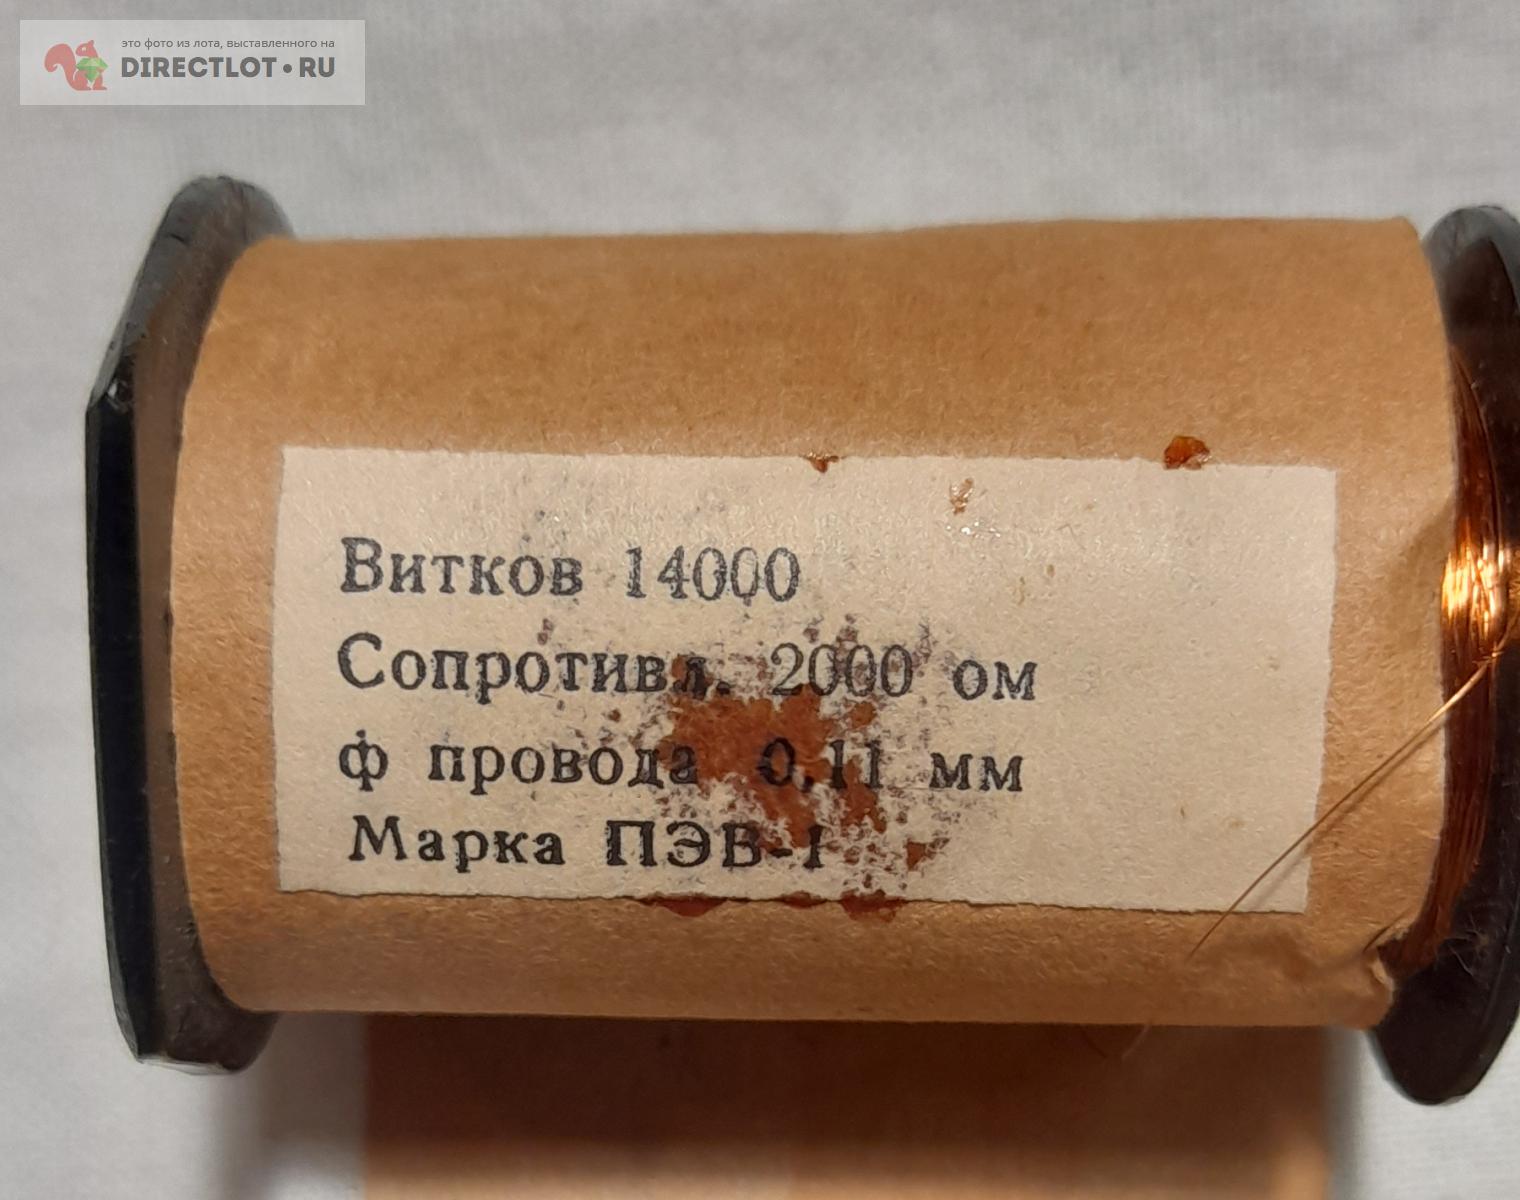 это фото из лота, выставленного на
DIRECTLOT•RU
Витков 14000
Сопротивл. 2000 ом
ф провода 0,11 мм
Марка ПЭВ-1